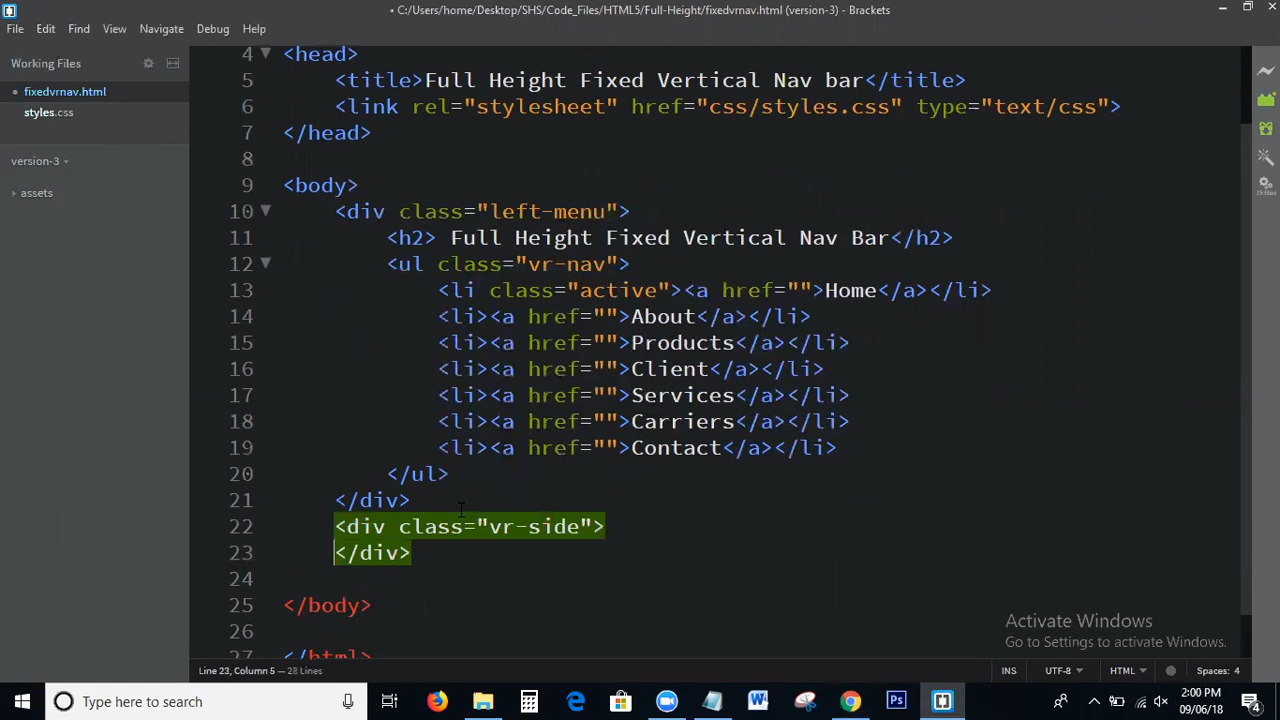 C:/Users/home/Desktop/SHS/Code_Files/HTML5/Full-Height/fixedvrnav.html (version-3) - Brackets
File Edit Find View Navigate Debug Help
Working Files
fixedvrnav.html
styles.css
version-3
assets
4 <head>
5 <title>Full Height Fixed Vertical Nav bar</title>
6 <link rel="stylesheet" href="css/styles.css" type="text/css">
7 </head>
8
9 <body>
10 <div class="left-menu">
11 <h2> Full Height Fixed Vertical Nav Bar</h2>
12 <ul class="vr-nav">
13 <li class="active"><a href="">Home</a></li>
14 <li><a href="">About</a></li>
15 <li><a href="">Products</a></li>
16 <li><a href="">Client</a></li>
17 <li><a href="">Services</a></li>
18 <li><a href="">Carriers</a></li>
19 <li><a href="">Contact</a></li>
20 </ul>
21 </div>
22 <div class="vr-side">
23 </div>
24
25 </body>
26
27 </html>
Activate Windows
Go to Settings to activate Windows.
Line 23, Column 5 — 28 Lines
INS UTF-8 HTML Spaces: 4
Type here to search
2:00 PM
09/06/18